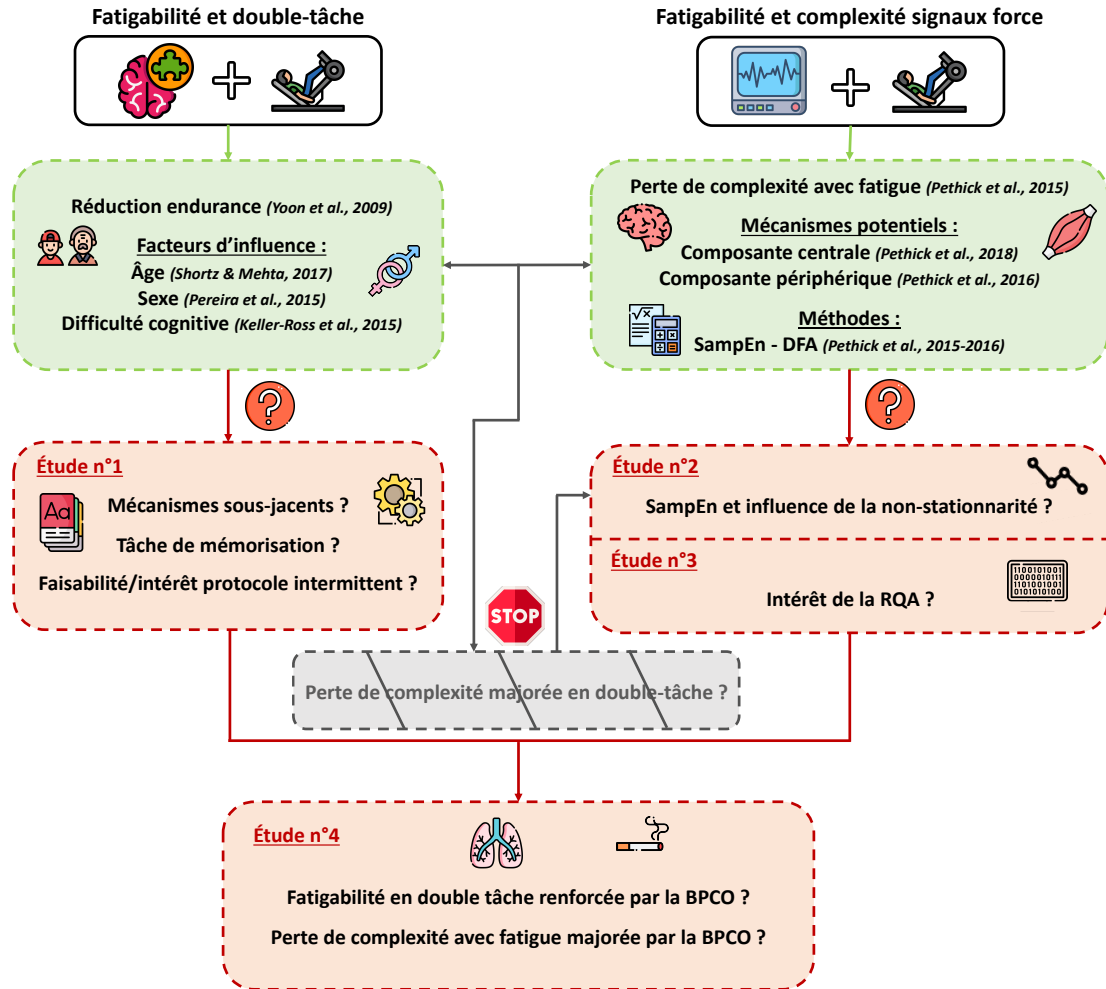 Fatigabilité et double-tâche
Fatigabilité et complexité signaux force
Réduction endurance (Yoon et al., 2009)
Facteurs d'influence :
Âge (Shortz & Mehta, 2017)
Sexe (Pereira et al., 2015)
Difficulté cognitive (Keller-Ross et al., 2015)
Perte de complexité avec fatigue (Pethick et al., 2015)
Mécanismes potentiels :
Composante centrale (Pethick et al., 2018)
Composante périphérique (Pethick et al., 2016)
Méthodes :
SampEn - DFA (Pethick et al., 2015-2016)
?
?
Étude n°1
Aa
Mécanismes sous-jacents ?
Tâche de mémorisation ?
Faisabilité/intérêt protocole intermittent ?
Étude n°2
SampEn et influence de la non-stationnarité ?
Étude n°3
1100101001
0000010111
1101001001
0101010100
Intérêt de la RQA ?
STOP
Perte de complexité majorée en double-tâche ?
Étude n°4
Fatigabilité en double tâche renforcée par la BPCO ?
Perte de complexité avec fatigue majorée par la BPCO ?